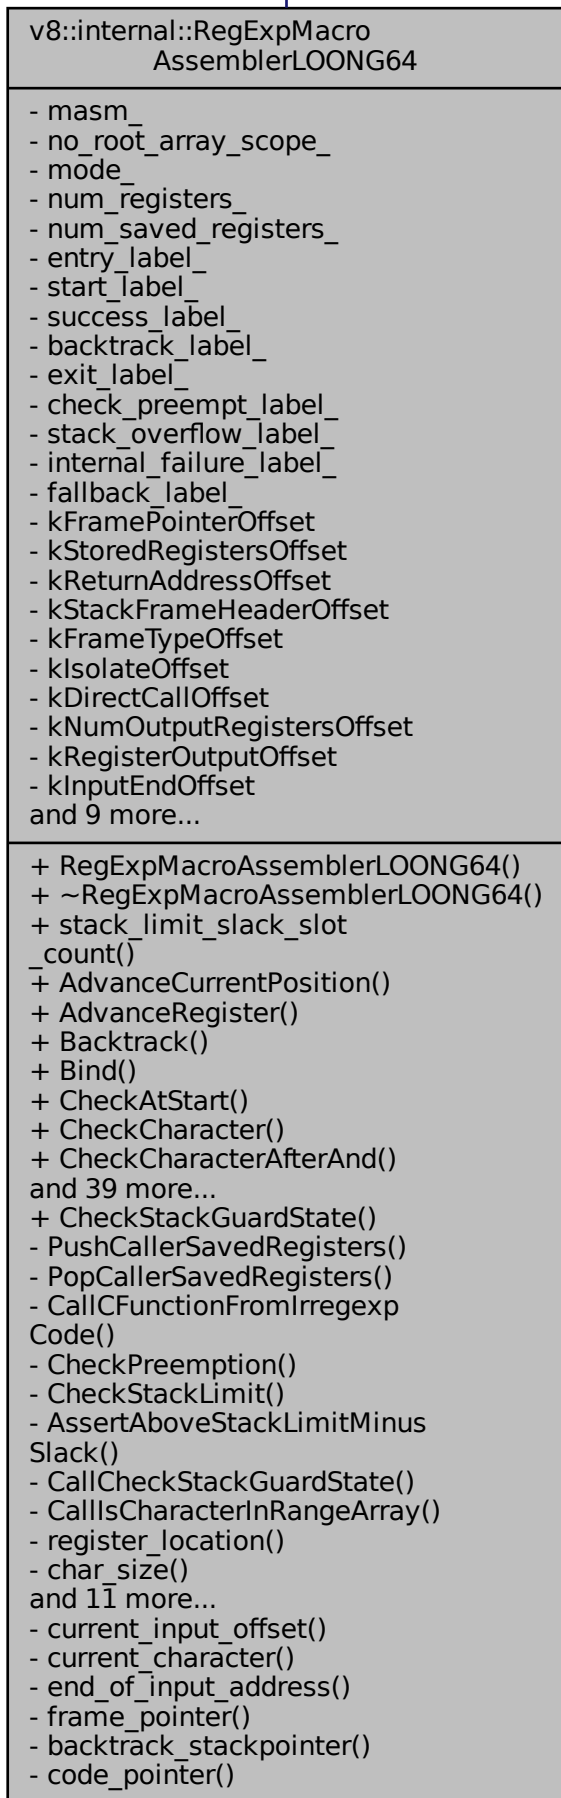 v8::internal::RegExpMacro
AssemblerLOONG64
- masm_
- no_root_array_scope_
- mode_
- num_registers_
- num_saved_registers_
- entry_label_
- start_label_
- success_label_
- backtrack_label_
- exit_label_
- check_preempt_label_
- stack_overflow_label_
- internal_failure_label_
- fallback_label_
- kFramePointerOffset
- kStoredRegistersOffset
- kReturnAddressOffset
- kStackFrameHeaderOffset
- kFrameTypeOffset
- kIsolateOffset
- kDirectCallOffset
- kNumOutputRegistersOffset
- kRegisterOutputOffset
- kInputEndOffset
and 9 more...
+ RegExpMacroAssemblerLOONG64()
+ ~RegExpMacroAssemblerLOONG64()
+ stack_limit_slack_slot
_count()
+ AdvanceCurrentPosition()
+ AdvanceRegister()
+ Backtrack()
+ Bind()
+ CheckAtStart()
+ CheckCharacter()
+ CheckCharacterAfterAnd()
and 39 more...
+ CheckStackGuardState()
- PushCallerSavedRegisters()
- PopCallerSavedRegisters()
- CallCFunctionFromIrregexp
Code()
- CheckPreemption()
- CheckStackLimit()
- AssertAboveStackLimitMinus
Slack()
- CallCheckStackGuardState()
- CallIsCharacterInRangeArray()
- register_location()
- char_size()
and 11 more...
- current_input_offset()
- current_character()
- end_of_input_address()
- frame_pointer()
- backtrack_stackpointer()
- code_pointer()